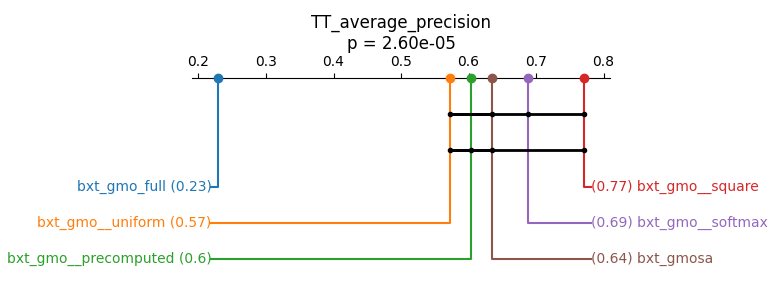 TT_average_precision
p = 2.60e-05
0.2 0.3 0.4 0.5 0.6 0.7 0.8
bxt_gmo_full (0.23)
(0.77) bxt_gmo__square
bxt_gmo__uniform (0.57)
(0.69) bxt_gmo__softmax
bxt_gmo__precomputed (0.6)
(0.64) bxt_gmosa